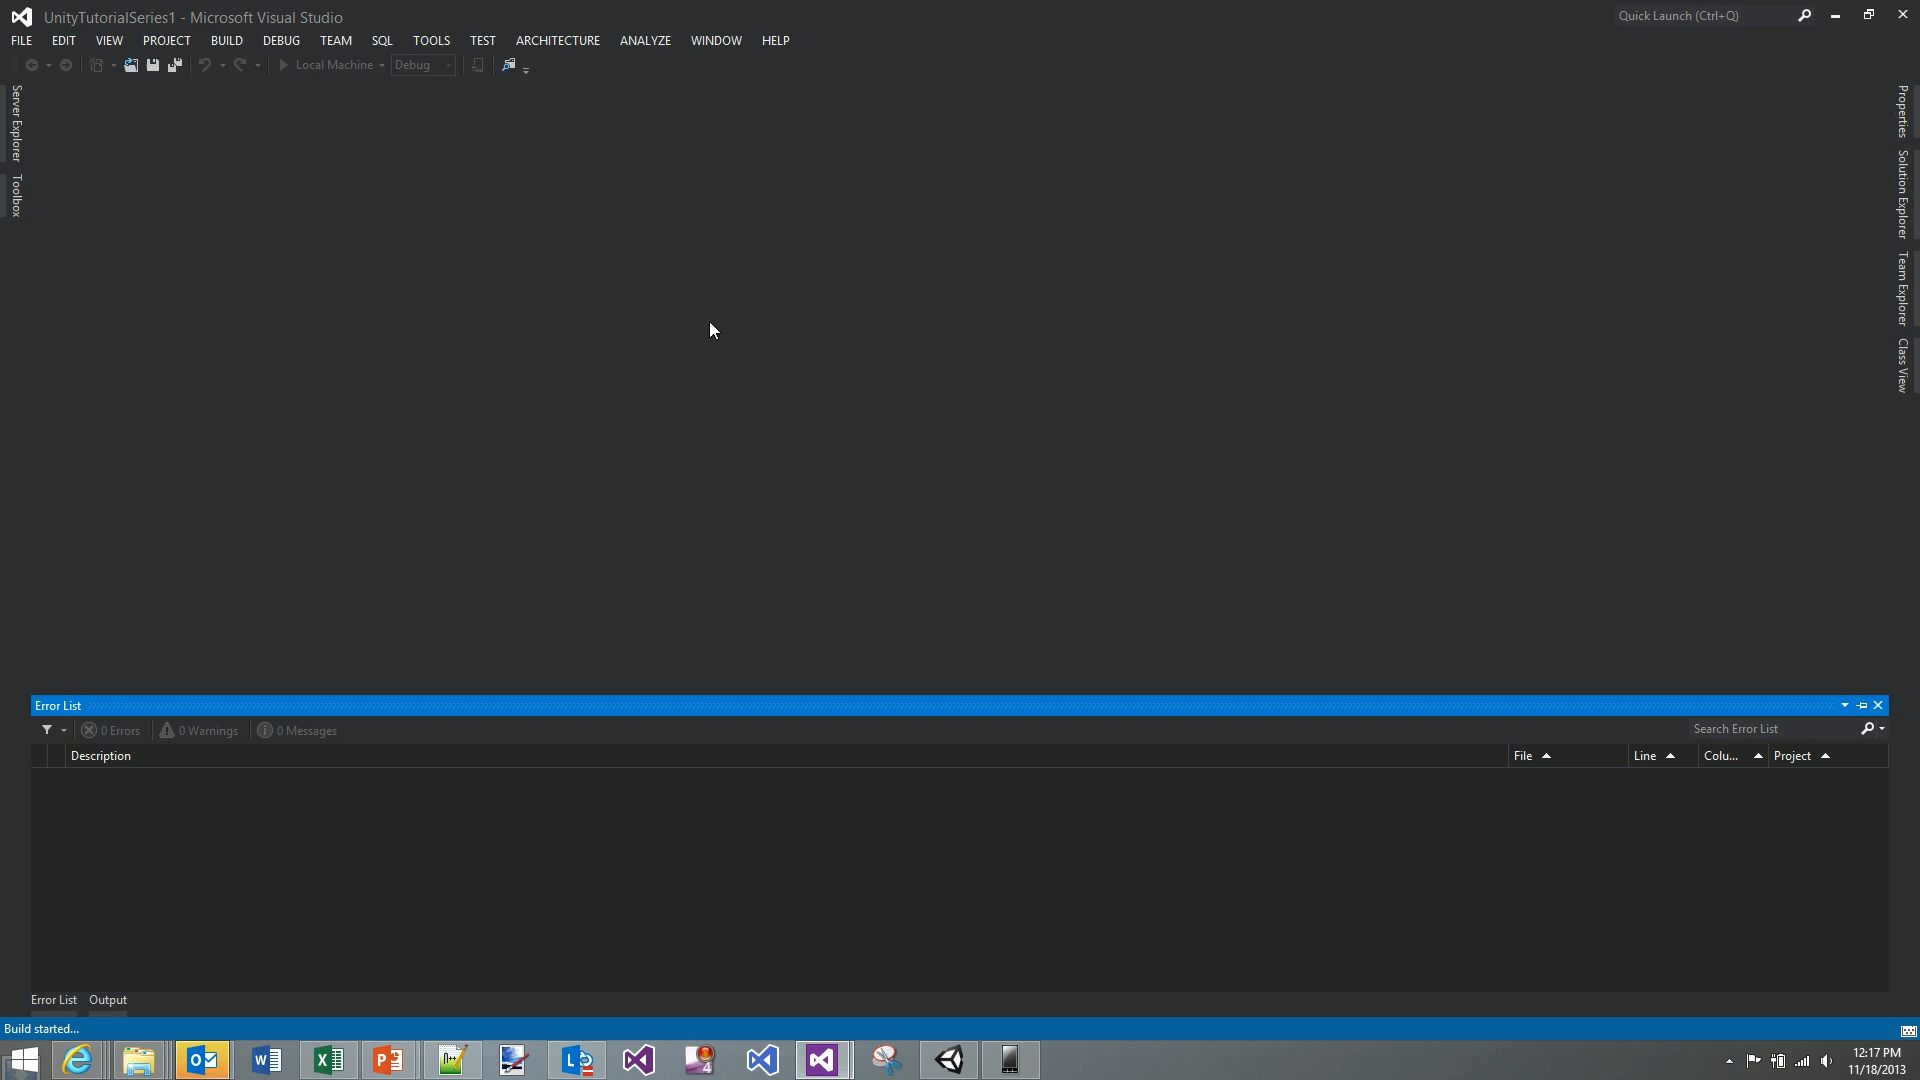 UnityTutorialSeries1 - Microsoft Visual Studio
Quick Launch (Ctrl+Q)
FILE EDIT VIEW PROJECT BUILD DEBUG TEAM SQL TOOLS TEST ARCHITECTURE ANALYZE WINDOW HELP
Local Machine Debug
Server Explorer
Toolbox
Properties
Solution Explorer
Team Explorer
Class View
Error List
0 Errors 0 Warnings 0 Messages
Search Error List
Description File Line Colu... Project
Error List Output
Build started...
12:17 PM
11/18/2013